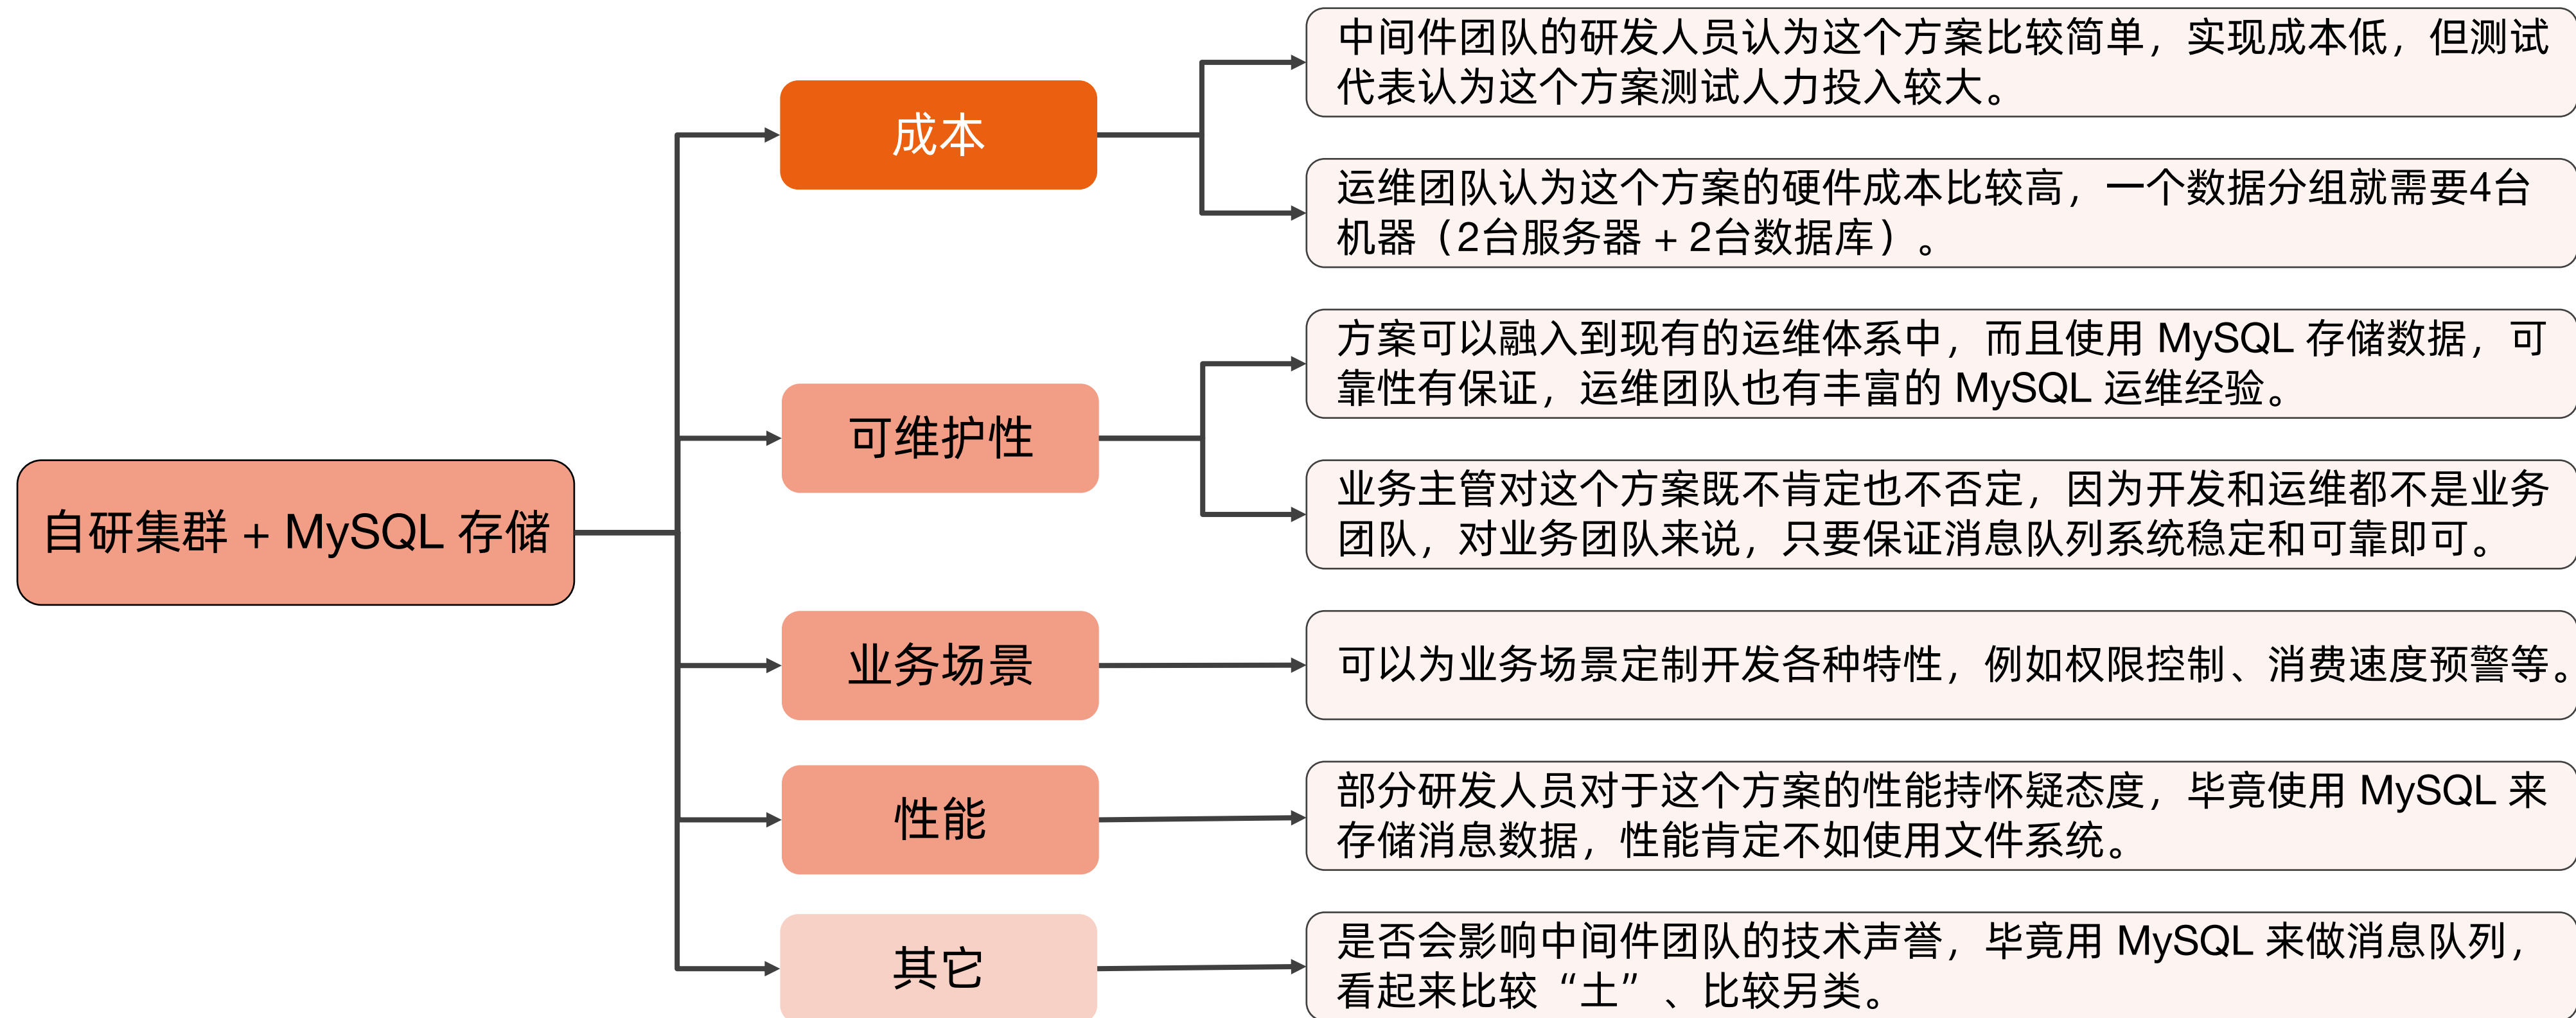 自研集群 + MySQL 存储
成本
中间件团队的研发人员认为这个方案比较简单，实现成本低，但测试
代表认为这个方案测试人力投入较大。
运维团队认为这个方案的硬件成本比较高，一个数据分组就需要4台
机器（2台服务器 + 2台数据库）。
可维护性
方案可以融入到现有的运维体系中，而且使用 MySQL 存储数据，可
靠性有保证，运维团队也有丰富的 MySQL 运维经验。
业务主管对这个方案既不肯定也不否定，因为开发和运维都不是业务
团队，对业务团队来说，只要保证消息队列系统稳定和可靠即可。
业务场景
可以为业务场景定制开发各种特性，例如权限控制、消费速度预警等。
性能
部分研发人员对于这个方案的性能持怀疑态度，毕竟使用 MySQL 来
存储消息数据，性能肯定不如使用文件系统。
其它
是否会影响中间件团队的技术声誉，毕竟用 MySQL 来做消息队列，
看起来比较“土”、比较另类。